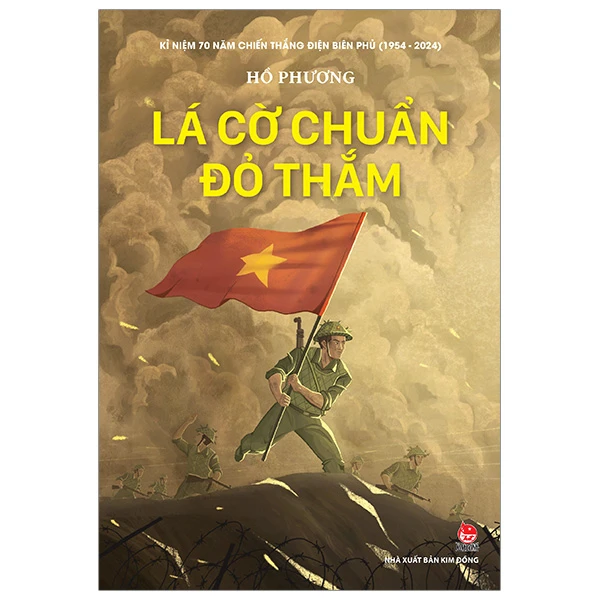 KỈ NIỆM 70 NĂM CHIẾN THẮNG ĐIỆN BIÊN PHỦ (1954 - 2024)
HỒ PHƯƠNG
LÁ CỜ CHUẨN
ĐỎ THẮM
NHÀ XUẤT BẢN KIM ĐỒNG